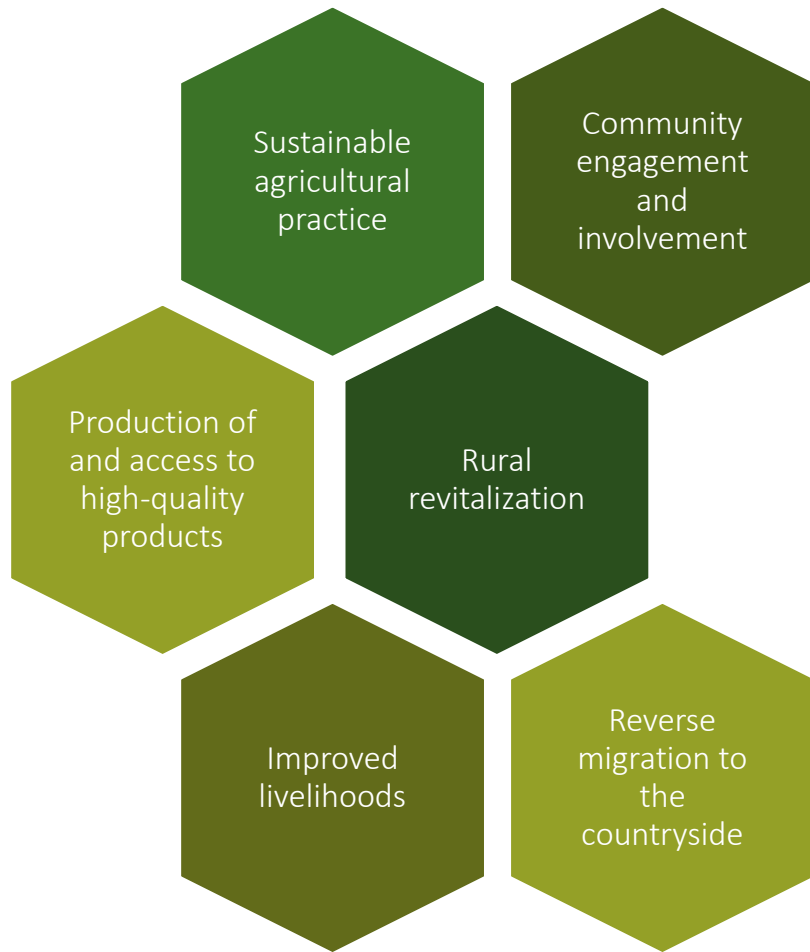 Sustainable
agricultural
practice
Community
engagement
and
involvement
Production of
and access to
high-quality
products
Rural
revitalization
Improved
livelihoods
Reverse
migration to
the
countryside